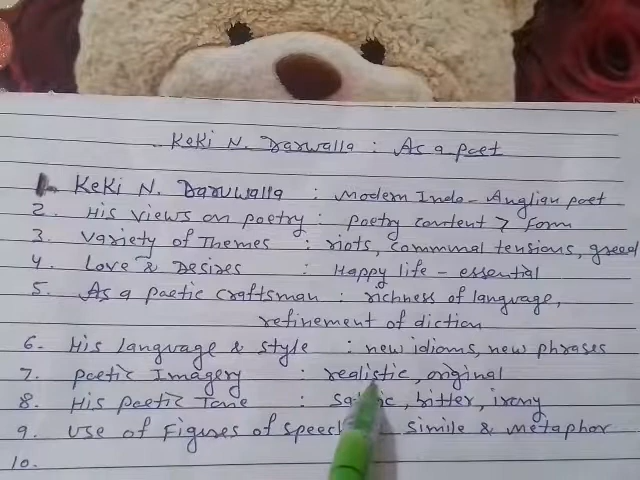 Keki N. Daruwalla : As a poet
1. Keki N. Daruwalla : Modern Indo-Anglian poet
2. His views on poetry : poetry content > form
3. Variety of Themes : riots, communal tensions, greed
4. Love & Desires : Happy life - essential
5. As a poetic craftsman : richness of language,
refinement of diction
6. His language & style : new idioms, new phrases
7. Poetic Imagery : realistic, original
8. His Poetic Tone : bitter, irony
9. Use of Figures of Simile & metaphor
10.